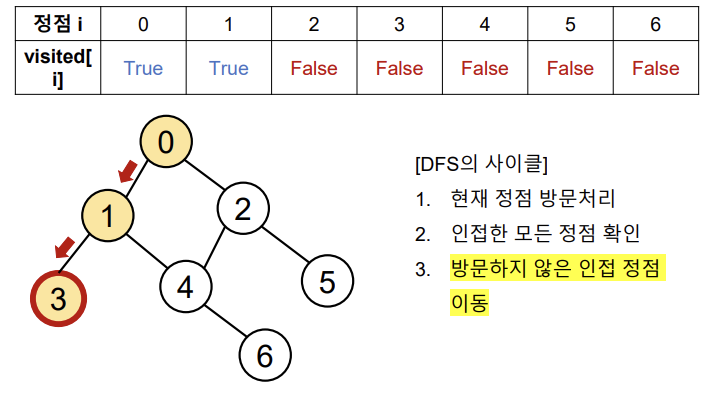 정점 i 0 1 2 3 4 5 6
visited[
i] True True False False False False False
0
1
2
3
4
5
6
[DFS의 사이클]
1. 현재 정점 방문처리
2. 인접한 모든 정점 확인
3. 방문하지 않은 인접 정점
이동